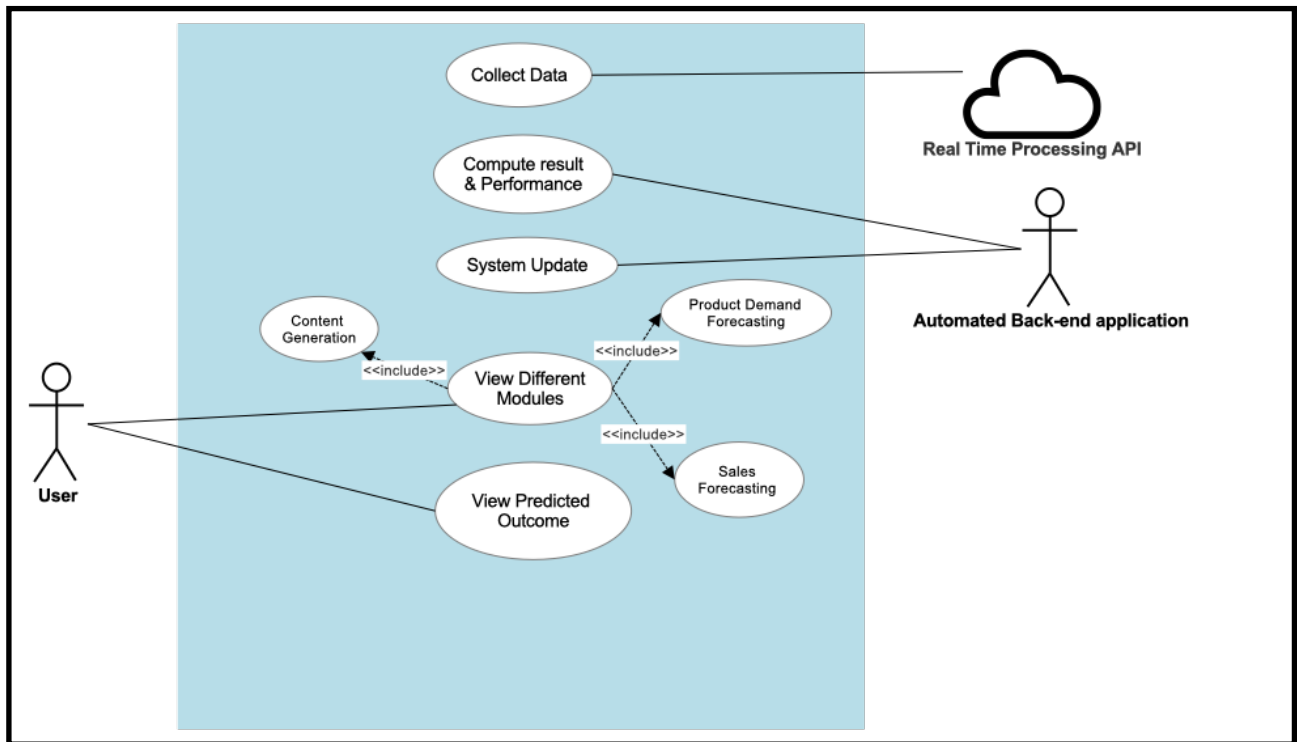 Collect Data
Real Time Processing API
Compute result
& Performance
System Update
Automated Back-end application
Product Demand
Forecasting
Content
Generation
<<include>>
<<include>>
View Different
Modules
<<include>>
Sales
Forecasting
User
View Predicted
Outcome